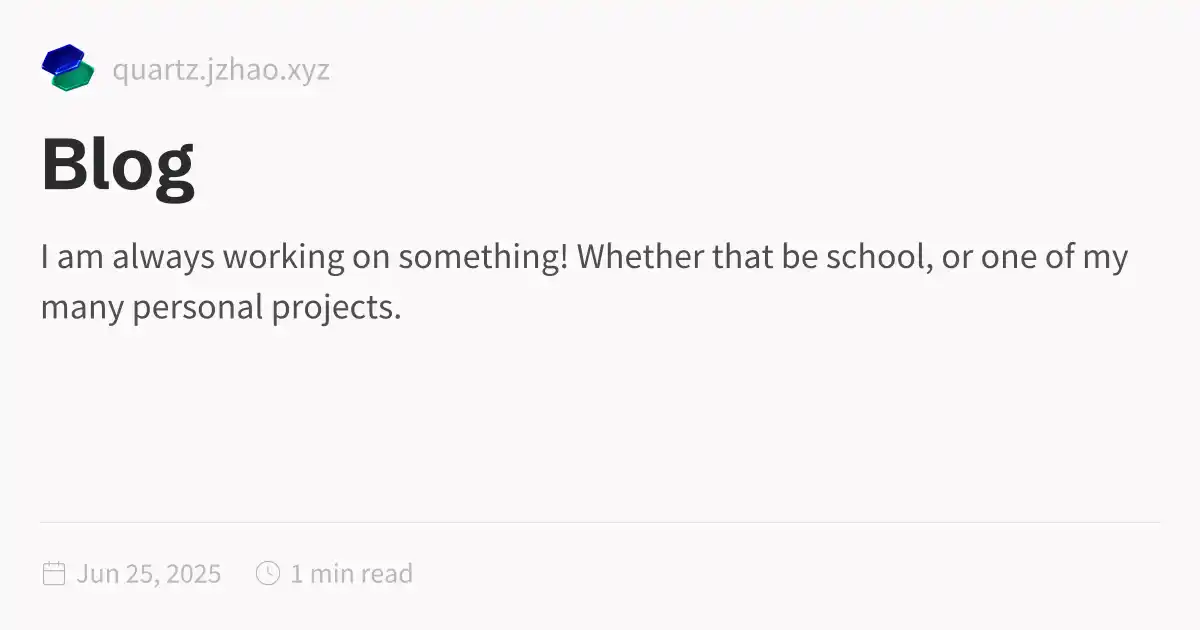 quartz.jzhao.xyz
Blog
I am always working on something! Whether that be school, or one of my
many personal projects.
Jun 25, 2025 1 min read